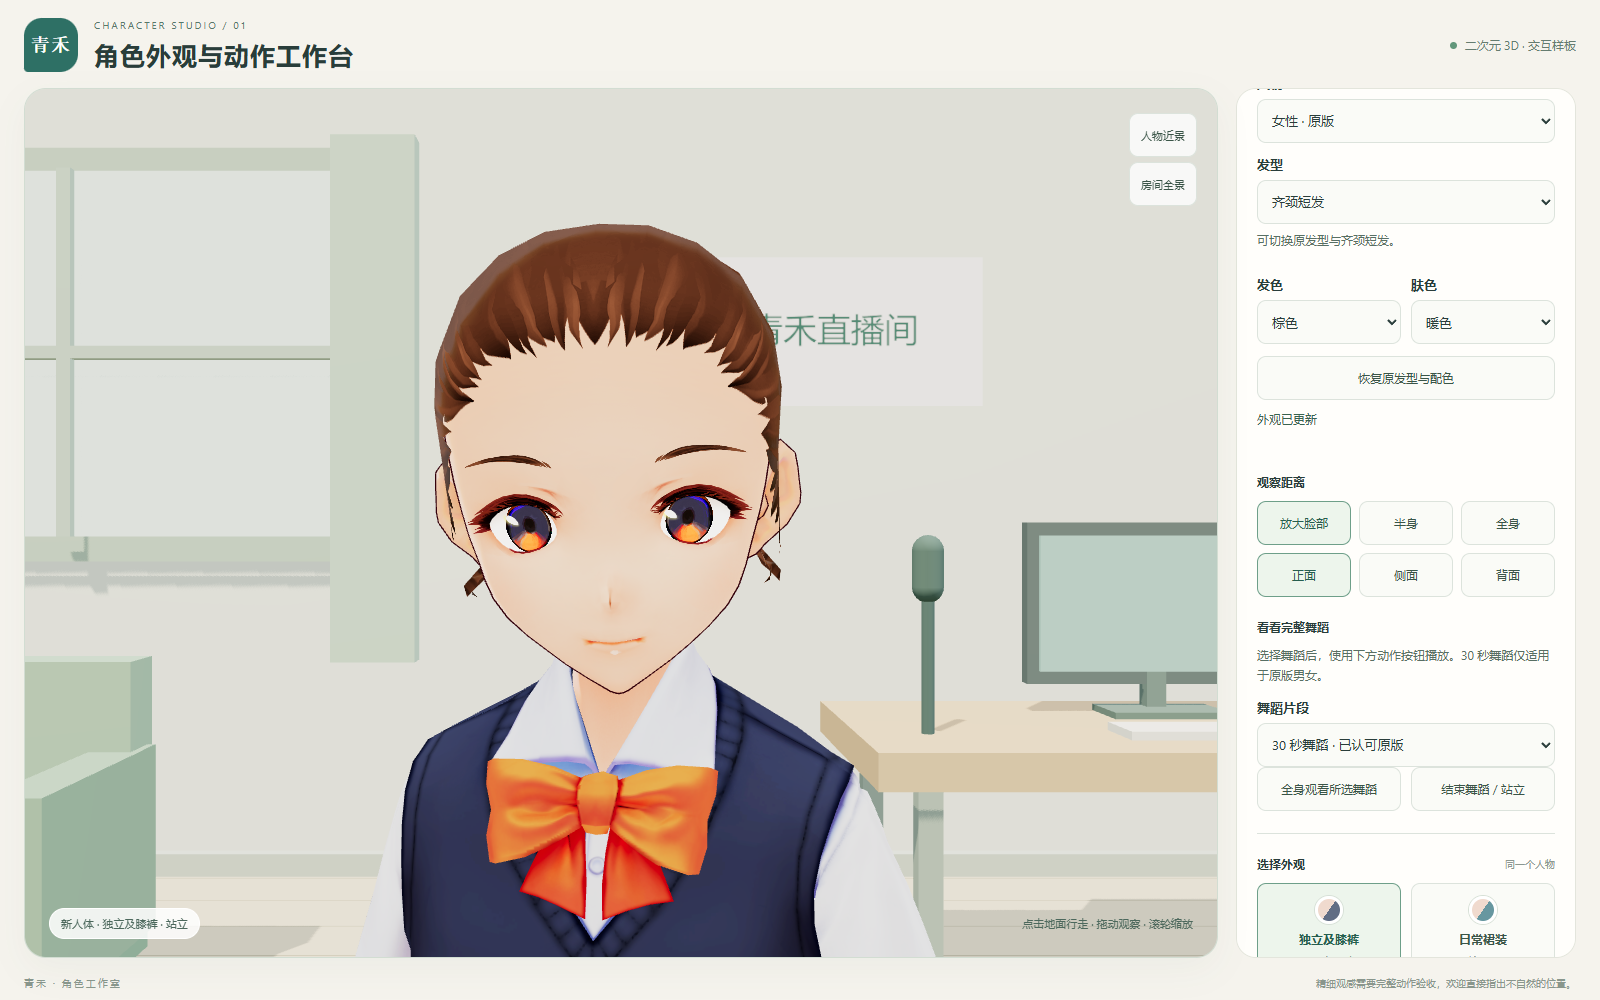 青禾
CHARACTER STUDIO / 01
角色外观与动作工作台
二次元 3D · 交互样板
人物近景
房间全景
青禾直播间
新人体 · 独立及膝裤 · 站立
点击地面行走 · 拖动观察 · 滚轮缩放
女性 · 原版
发型
齐颈短发
可切换原发型与齐颈短发。
发色
肤色
棕色
暖色
恢复原发型与配色
外观已更新
观察距离
放大脸部
半身
全身
正面
侧面
背面
看看完整舞蹈
选择舞蹈后，使用下方动作按钮播放。30 秒舞蹈仅适用
于原版男女。
舞蹈片段
30 秒舞蹈 · 已认可原版
全身观看所选舞蹈
结束舞蹈 / 站立
选择外观
同一个人物
独立及膝裤
日常裙装
青禾 · 角色工作室
精细观感需要完整动作验收，欢迎直接指出不自然的位置。